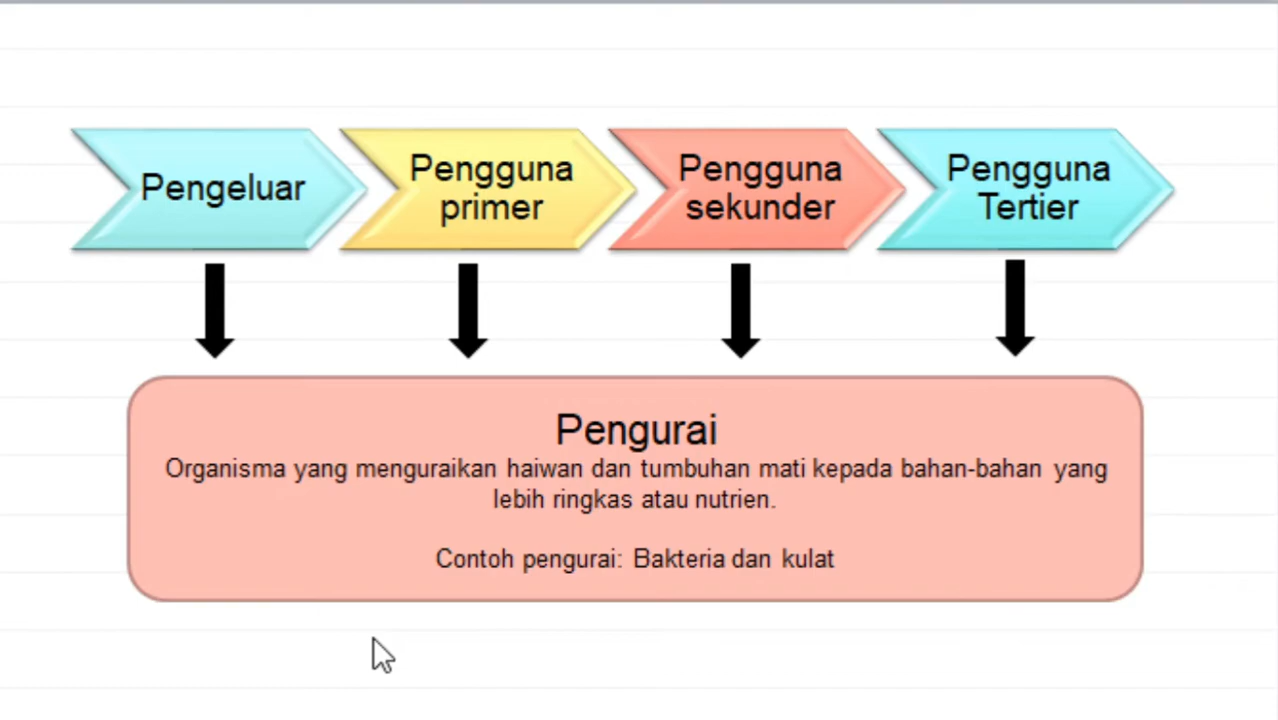 Pengeluar
Pengguna
primer
Pengguna
sekunder
Pengguna
Tertier
Pengurai
Organisma yang menguraikan haiwan dan tumbuhan mati kepada bahan-bahan yang
lebih ringkas atau nutrien.
Contoh pengurai: Bakteria dan kulat